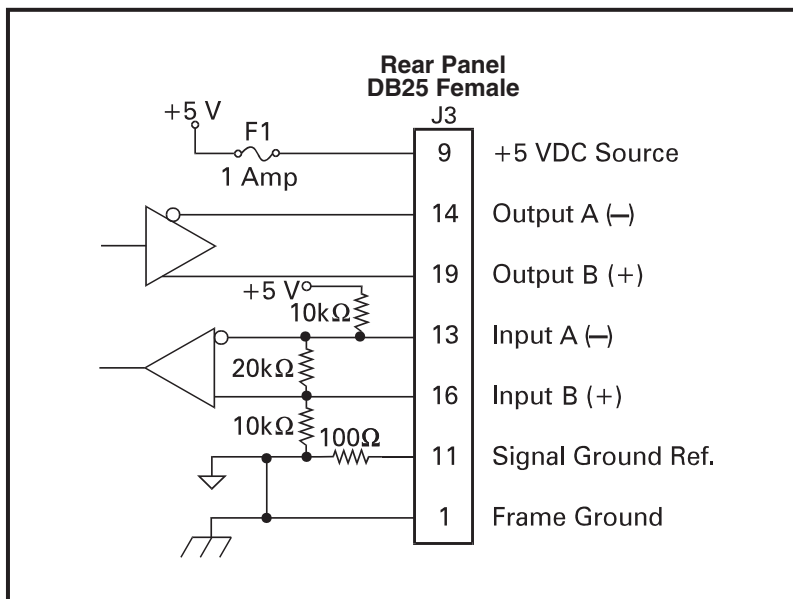 Rear Panel
DB25 Female
J3
+5 V
F1
1 Amp
9 +5 VDC Source
14 Output A (—)
19 Output B (+)
+5 V
10kΩ
13 Input A (—)
20kΩ
16 Input B (+)
10kΩ
100Ω
11 Signal Ground Ref.
1 Frame Ground